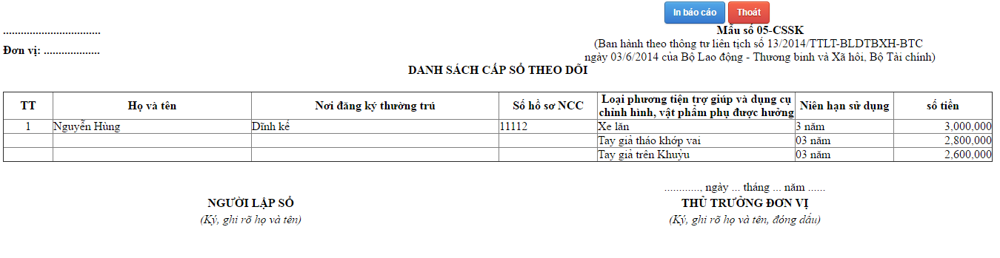 In báo cáo Thoát
................................. Mẫu số 05-CSSK
(Ban hành theo thông tư liên tịch số 13/2014/TTLT-BLDTBXH-BTC
Đơn vị: ................... ngày 03/6/2014 của Bộ Lao động - Thương binh và Xã hôi, Bộ Tài chính)
DANH SÁCH CẤP SỔ THEO DÕI
TT Họ và tên Nơi đăng ký thường trú Số hồ sơ NCC Loại phương tiện trợ giúp và dụng cụ chỉnh hình, vật phẩm phụ được hưởng Niên hạn sử dụng số tiền
1 Nguyễn Hùng Dĩnh kế 11112 Xe lăn 3 năm 3,000,000
Tay giả tháo khớp vai 03 năm 2,800,000
Tay giả trên Khuỷu 03 năm 2,600,000
............, ngày ... tháng ... năm ......
NGƯỜI LẬP SỔ THỦ TRƯỞNG ĐƠN VỊ
(Ký, ghi rõ họ và tên) (Ký, ghi rõ họ và tên, đóng dấu)